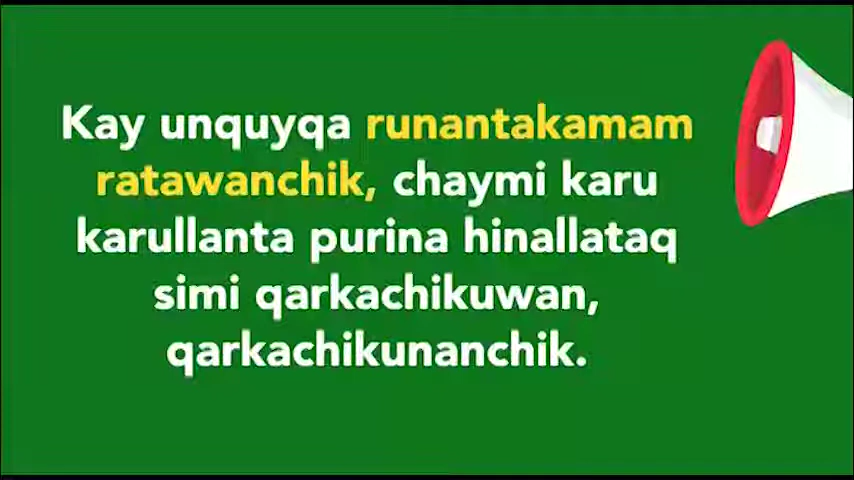 Kay unquyqa runantakamam
ratawanchik, chaymi karu
karullanta purina hinallataq
simi qarkachikuwan,
qarkachikunanchik.